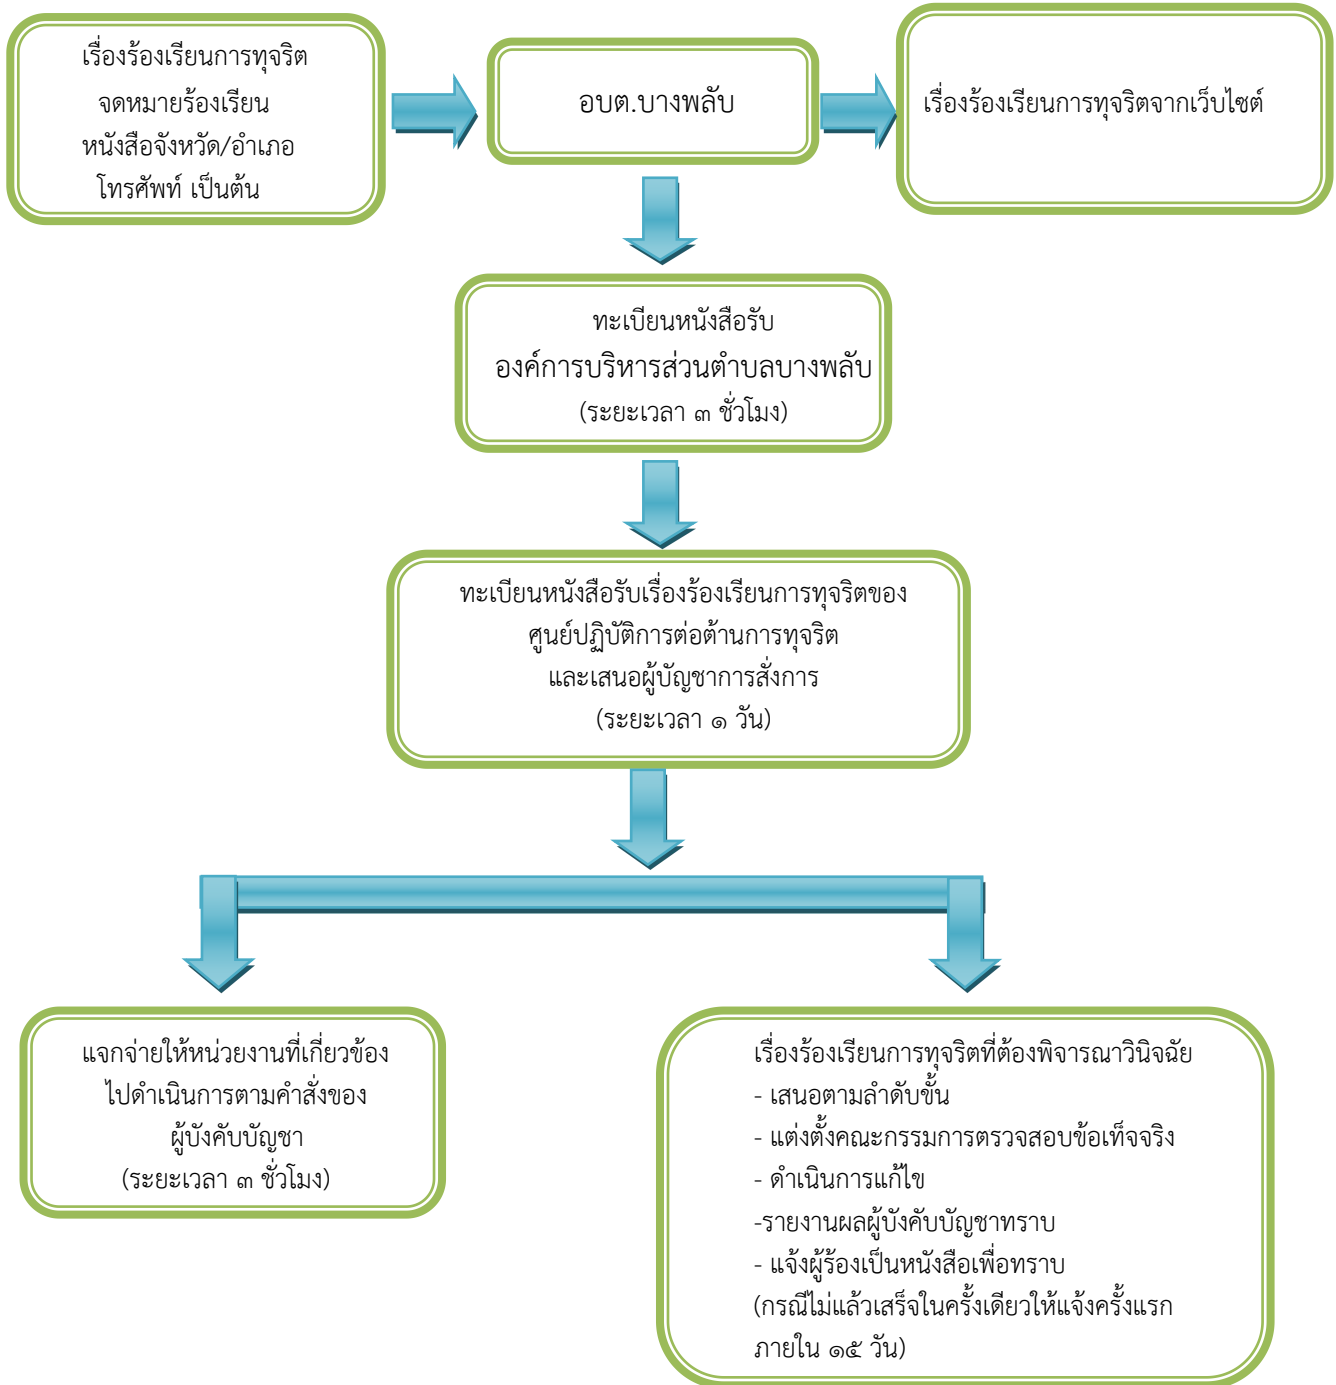 เรื่องร้องเรียนการทุจริต
จดหมายร้องเรียน
หนังสือจังหวัด/อำเภอ
โทรศัพท์ เป็นต้น
อบต.บางพลับ
เรื่องร้องเรียนการทุจริตจากเว็บไซต์
ทะเบียนหนังสือรับ
องค์การบริหารส่วนตำบลบางพลับ
(ระยะเวลา ๓ ชั่วโมง)
ทะเบียนหนังสือรับเรื่องร้องเรียนการทุจริตของ
ศูนย์ปฏิบัติการต่อต้านการทุจริต
และเสนอผู้บัญชาการสั่งการ
(ระยะเวลา ๑ วัน)
แจกจ่ายให้หน่วยงานที่เกี่ยวข้อง
ไปดำเนินการตามคำสั่งของ
ผู้บังคับบัญชา
(ระยะเวลา ๓ ชั่วโมง)
เรื่องร้องเรียนการทุจริตที่ต้องพิจารณาวินิจฉัย
- เสนอตามลำดับขั้น
- แต่งตั้งคณะกรรมการตรวจสอบข้อเท็จจริง
- ดำเนินการแก้ไข
-รายงานผลผู้บังคับบัญชาทราบ
- แจ้งผู้ร้องเป็นหนังสือเพื่อทราบ
(กรณีไม่แล้วเสร็จในครั้งเดียวให้แจ้งครั้งแรก
ภายใน ๑๕ วัน)